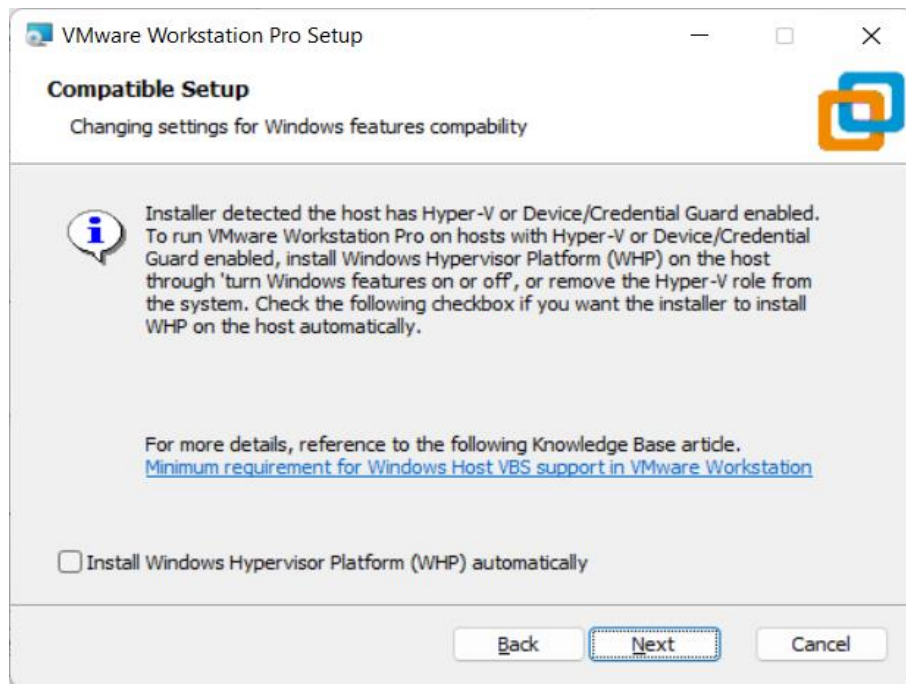 VMware Workstation Pro Setup
Compatible Setup
Changing settings for Windows features compability
Installer detected the host has Hyper-V or Device/Credential Guard enabled.
To run VMware Workstation Pro on hosts with Hyper-V or Device/Credential
Guard enabled, install Windows Hypervisor Platform (WHP) on the host
through 'turn Windows features on or off', or remove the Hyper-V role from
the system. Check the following checkbox if you want the installer to install
WHP on the host automatically.
For more details, reference to the following Knowledge Base article.
Minimum requirement for Windows Host VBS support in VMware Workstation
Install Windows Hypervisor Platform (WHP) automatically
Back Next Cancel